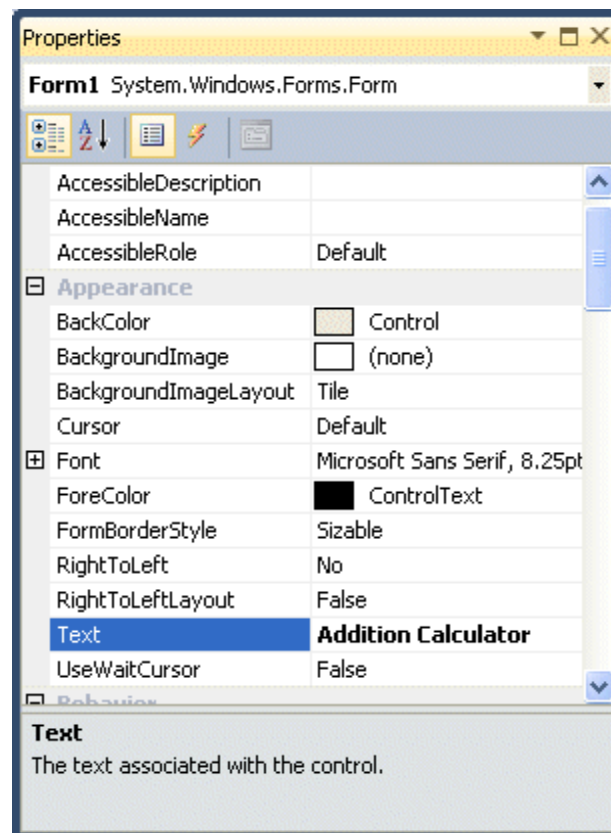 Properties
Form1 System.Windows.Forms.Form
AccessibleDescription
AccessibleName
AccessibleRole Default
Appearance
BackColor Control
BackgroundImage (none)
BackgroundImageLayout Tile
Cursor Default
Font Microsoft Sans Serif, 8.25pt
ForeColor ControlText
FormBorderStyle Sizable
RightToLeft No
RightToLeftLayout False
Text Addition Calculator
UseWaitCursor False
Behavior
Text
The text associated with the control.